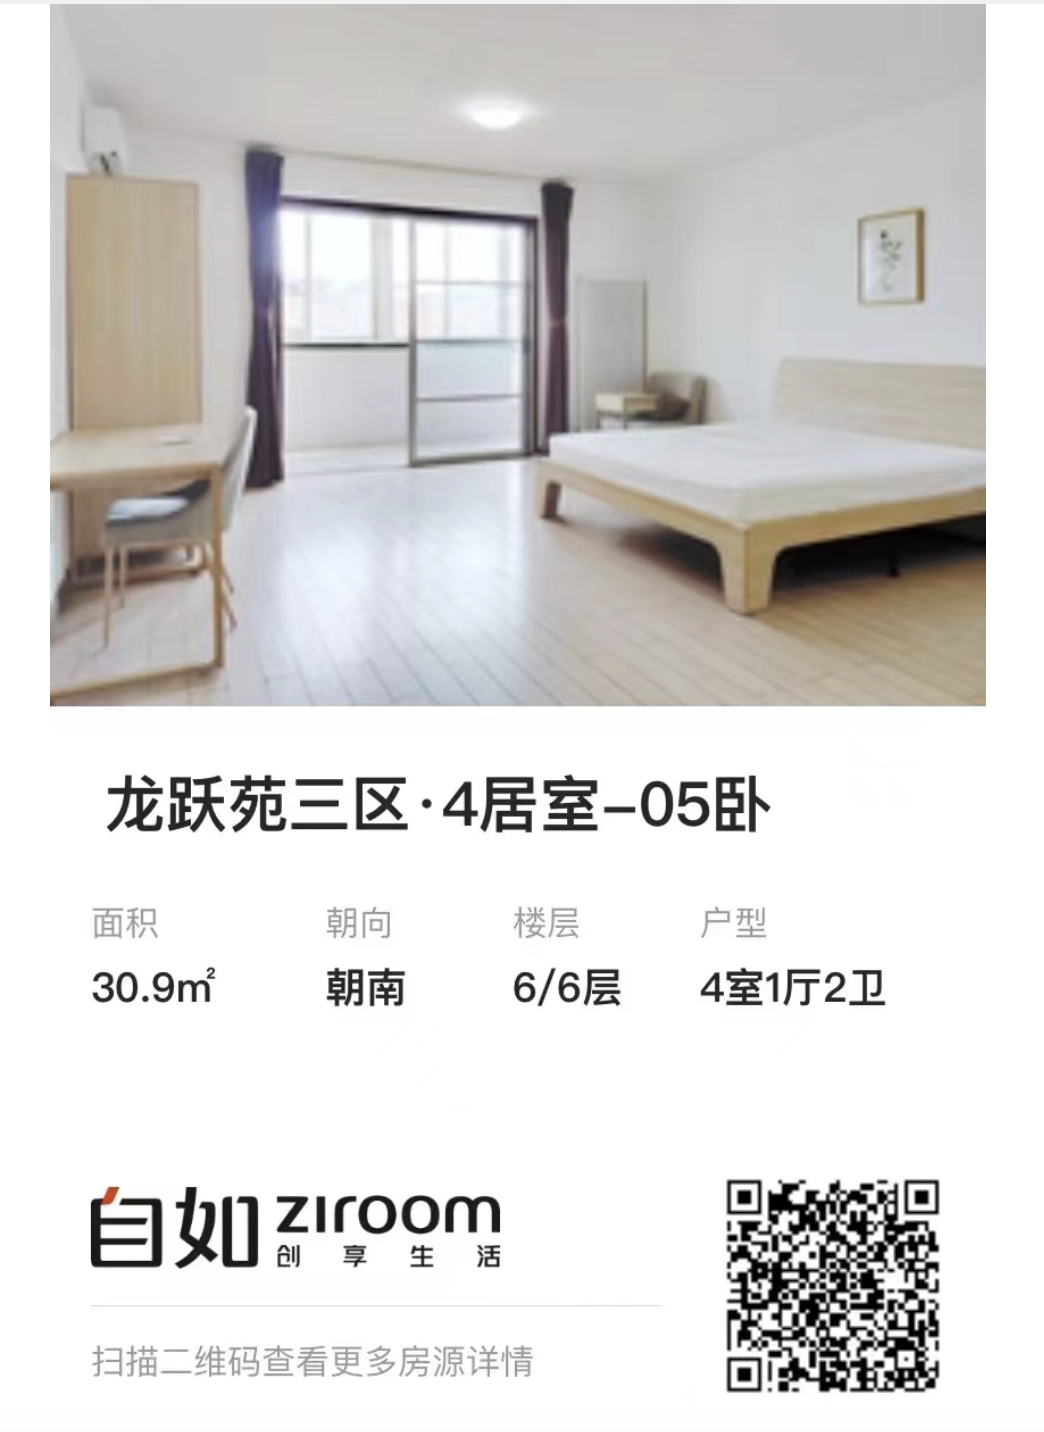 龙跃苑三区·4居室-05卧
面积 朝向 楼层 户型
30.9㎡ 朝南 6/6层 4室1厅2卫
自如 ziroom
创享生活
扫描二维码查看更多房源详情